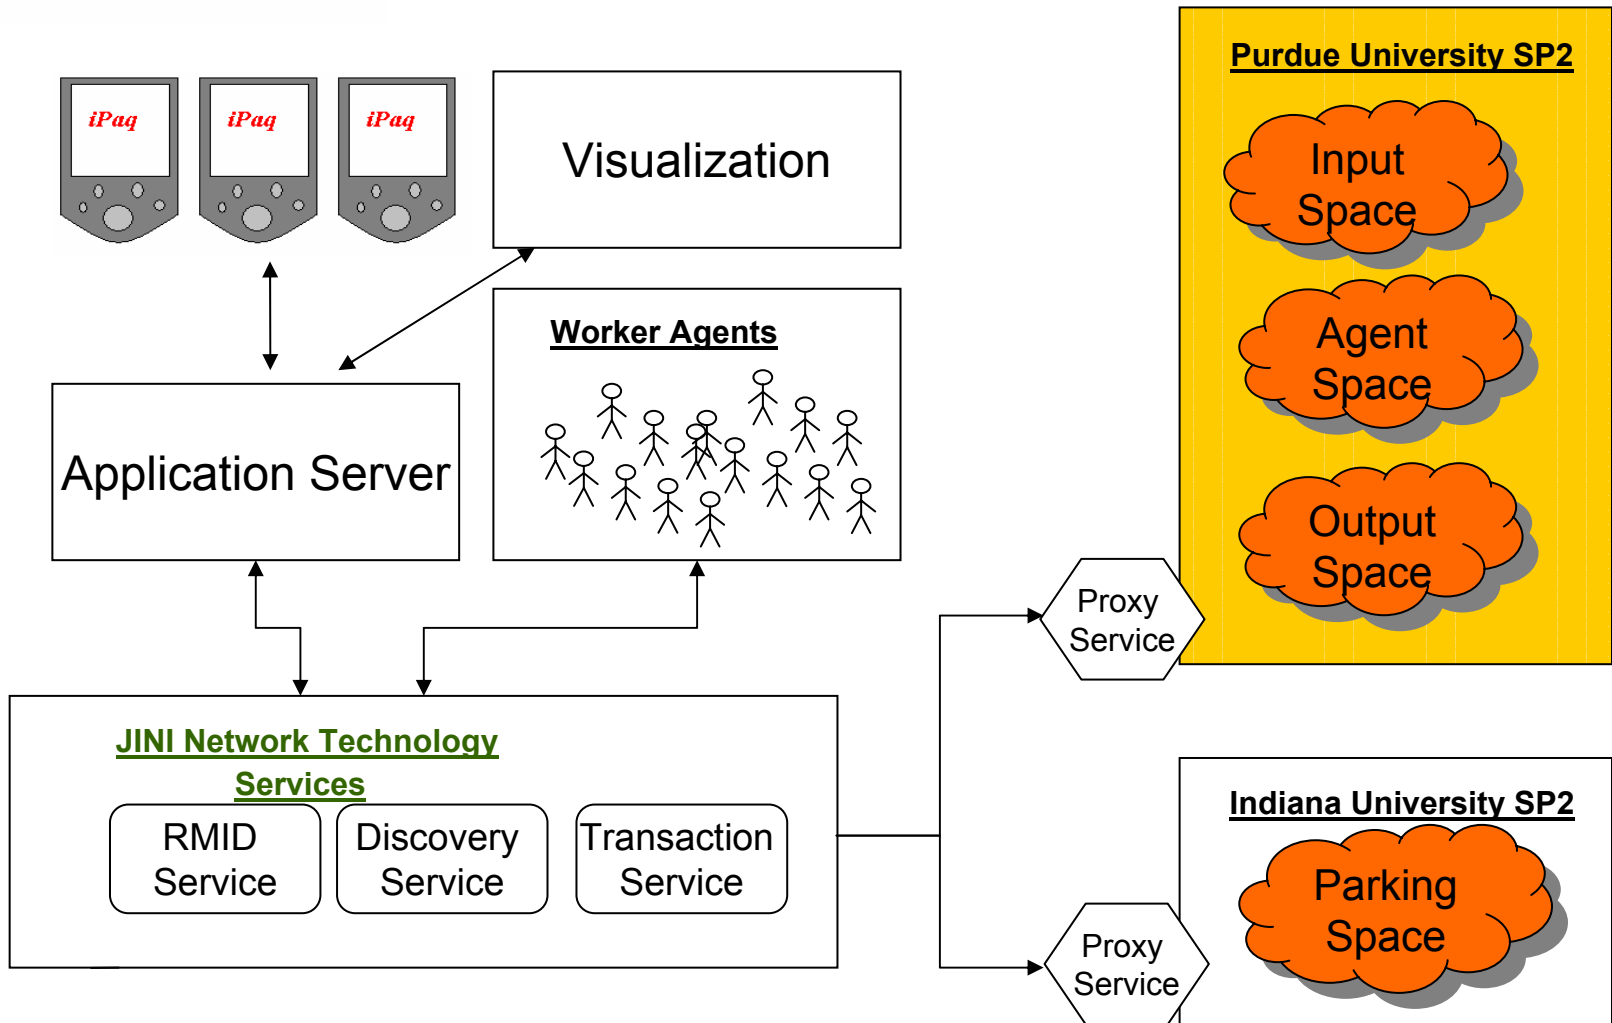 iPaq
iPaq
iPaq
Visualization
Worker Agents
Application Server
JINI Network Technology
Services
RMID
Service
Discovery
Service
Transaction
Service
Proxy
Service
Proxy
Service
Purdue University SP2
Input
Space
Agent
Space
Output
Space
Indiana University SP2
Parking
Space